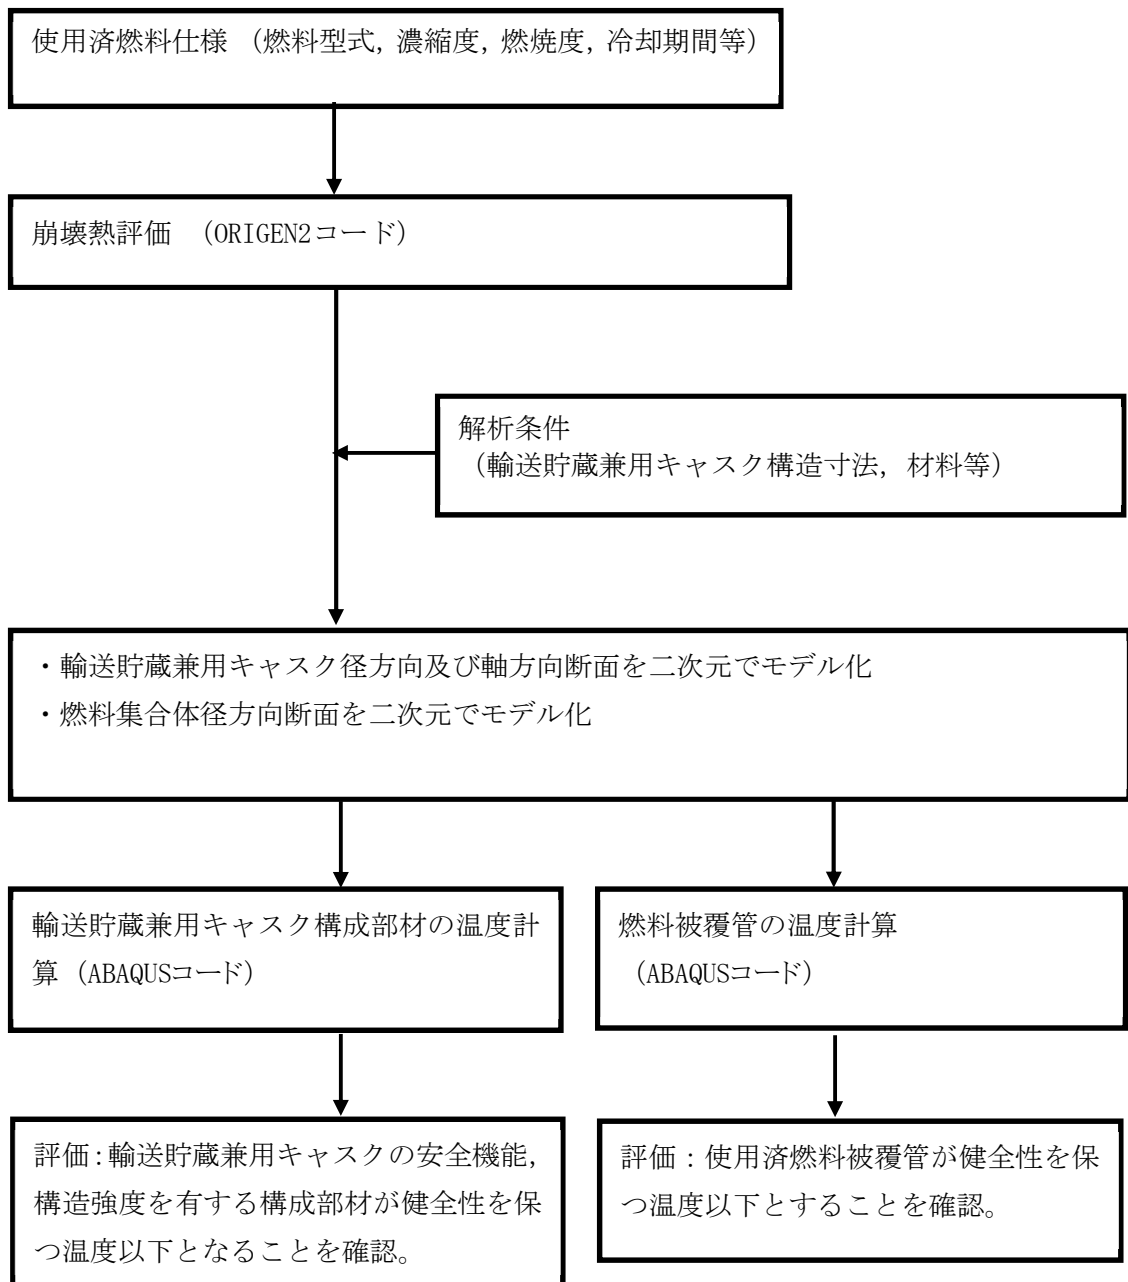 使用済燃料仕様 (燃料型式, 濃縮度, 燃焼度, 冷却期間等)
崩壊熱評価 (ORIGEN2コード)
解析条件
(輸送貯蔵兼用キャスク構造寸法, 材料等)
・輸送貯蔵兼用キャスク径方向及び軸方向断面を二次元でモデル化
・燃料集合体径方向断面を二次元でモデル化
輸送貯蔵兼用キャスク構成部材の温度計
算 (ABAQUSコード)
燃料被覆管の温度計算
(ABAQUSコード)
評価:輸送貯蔵兼用キャスクの安全機能,
構造強度を有する構成部材が健全性を保
つ温度以下となることを確認。
評価:使用済燃料被覆管が健全性を保
つ温度以下とすることを確認。